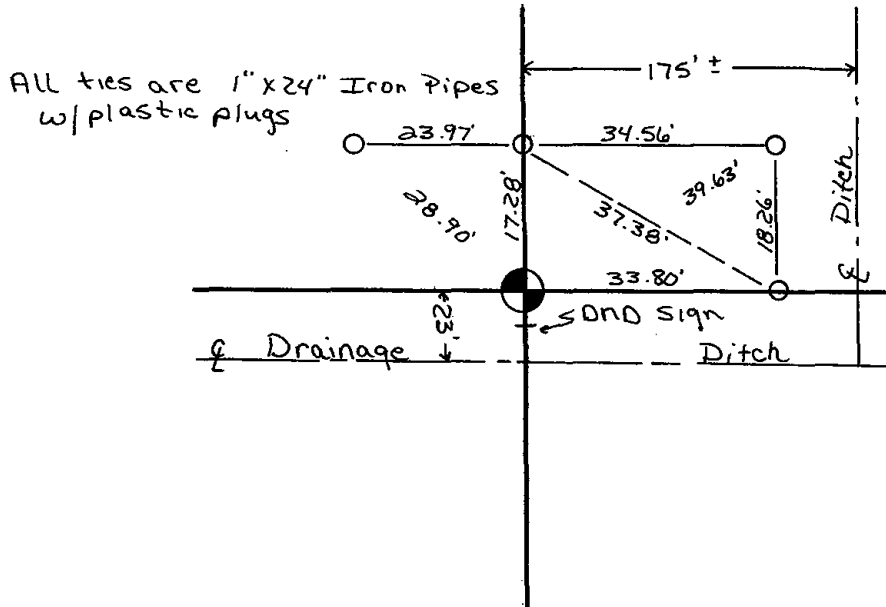 175' ±
All ties are 1" x 24" Iron Pipes
w/ plastic plugs
23.97'
34.56'
28.90'
17.28'
37.38'
39.63'
18.26'
℄ Ditch
33.80'
23'
DND Sign
℄ Drainage Ditch